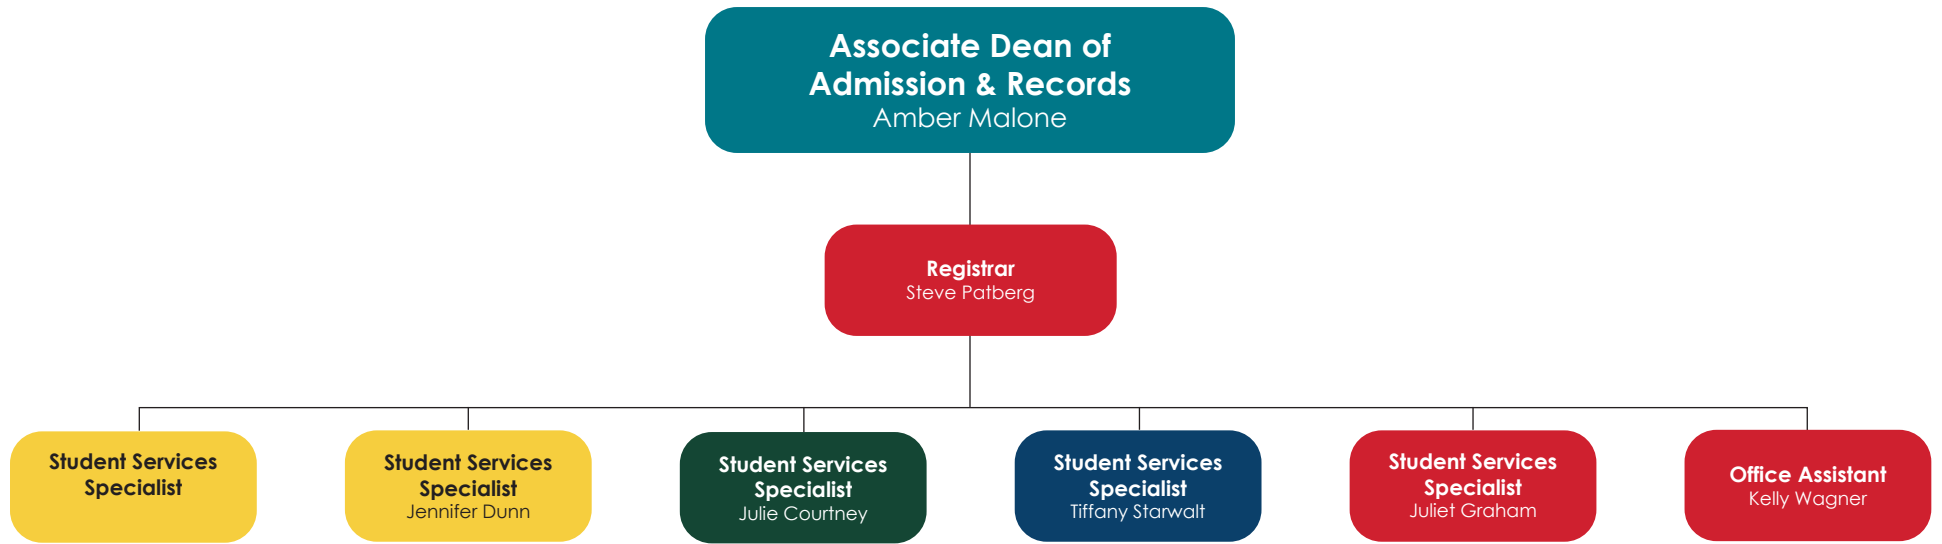 Associate Dean of
Admission & Records
Amber Malone
Registrar
Steve Patberg
Student Services
Specialist
Student Services
Specialist
Jennifer Dunn
Student Services
Specialist
Julie Courtney
Student Services
Specialist
Tiffany Starwalt
Student Services
Specialist
Juliet Graham
Office Assistant
Kelly Wagner